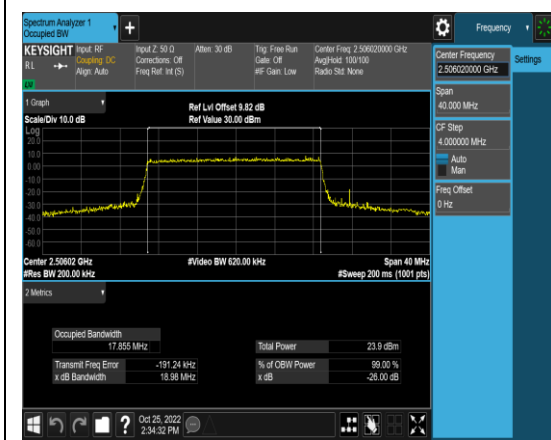 Spectrum Analyzer 1
Occupied BW
Frequency
KEYSIGHT
RL
Input: RF
Coupling: DC
Align: Auto
Input Z: 50 Ω
Corrections: Off
Freq Ref: Int (S)
Atten: 30 dB
Trig: Free Run
Gate: Off
#IF Gain: Low
Center Freq: 2.506020000 GHz
Avg|Hold: 100/100
Radio Std: None
1 Graph
Scale/Div 10.0 dB
Ref Lvl Offset 9.82 dB
Ref Value 30.00 dBm
Log
20.0
10.0
0.00
-10.0
-20.0
-30.0
-40.0
-50.0
-60.0
Center 2.50602 GHz
#Res BW 200.00 kHz
#Video BW 620.00 kHz
Span 40 MHz
#Sweep 200 ms (1001 pts)
2 Metrics
Occupied Bandwidth
17.855 MHz
Transmit Freq Error -191.24 kHz
x dB Bandwidth 18.98 MHz
Total Power 23.9 dBm
% of OBW Power 99.00 %
x dB -26.00 dB
Center Frequency
2.506020000 GHz
Settings
Span
40.000 MHz
CF Step
4.000000 MHz
Auto
Man
Freq Offset
0 Hz
?
Oct 25, 2022
2:34:32 PM